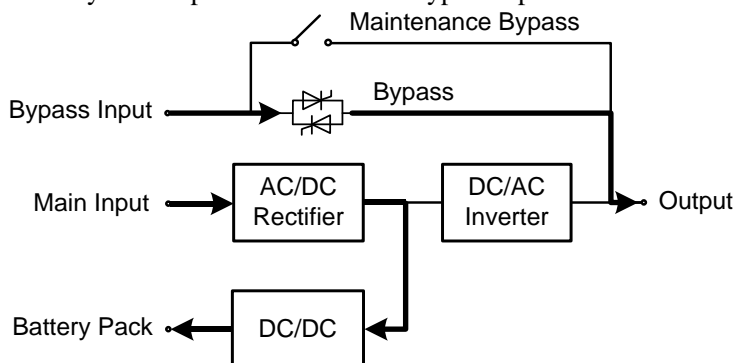 Maintenance Bypass
Bypass Input
Bypass
Main Input
AC/DC
Rectifier
DC/AC
Inverter
Output
Battery Pack
DC/DC